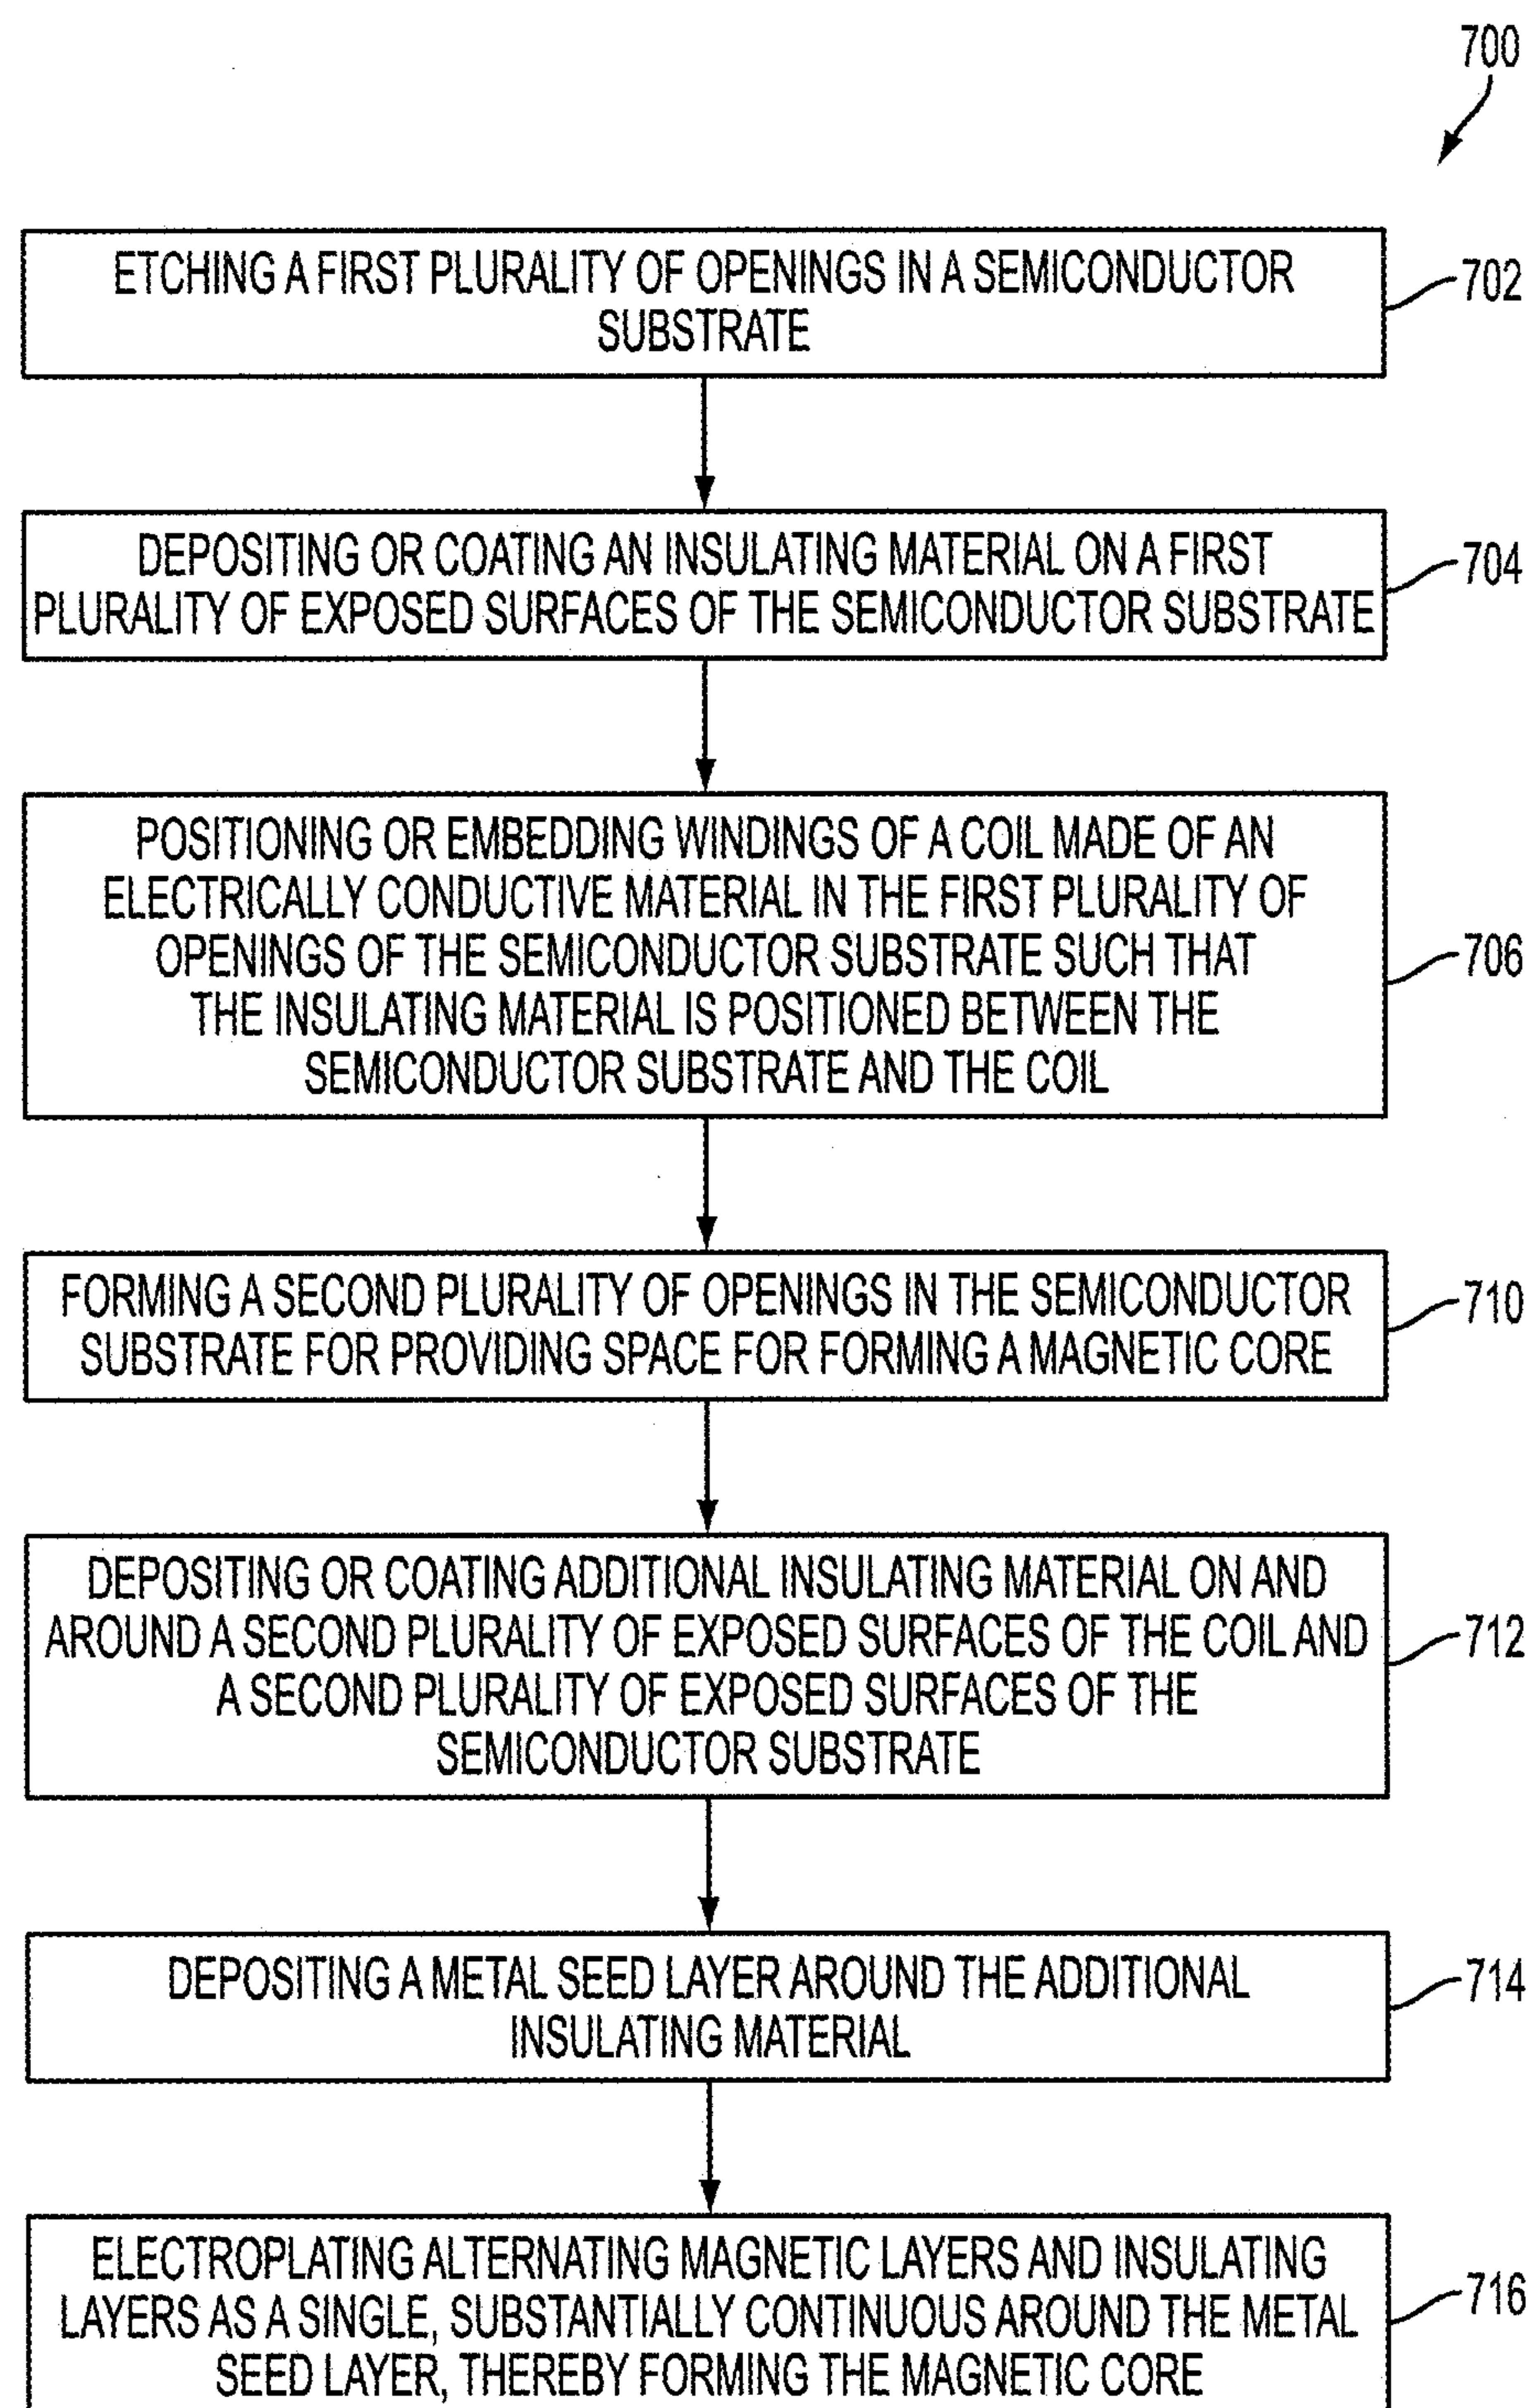 700
ETCHING A FIRST PLURALITY OF OPENINGS IN A SEMICONDUCTOR
SUBSTRATE
702
DEPOSITING OR COATING AN INSULATING MATERIAL ON A FIRST
PLURALITY OF EXPOSED SURFACES OF THE SEMICONDUCTOR SUBSTRATE
704
POSITIONING OR EMBEDDING WINDINGS OF A COIL MADE OF AN
ELECTRICALLY CONDUCTIVE MATERIAL IN THE FIRST PLURALITY OF
OPENINGS OF THE SEMICONDUCTOR SUBSTRATE SUCH THAT
THE INSULATING MATERIAL IS POSITIONED BETWEEN THE
SEMICONDUCTOR SUBSTRATE AND THE COIL
706
FORMING A SECOND PLURALITY OF OPENINGS IN THE SEMICONDUCTOR
SUBSTRATE FOR PROVIDING SPACE FOR FORMING A MAGNETIC CORE
710
DEPOSITING OR COATING ADDITIONAL INSULATING MATERIAL ON AND
AROUND A SECOND PLURALITY OF EXPOSED SURFACES OF THE COIL AND
A SECOND PLURALITY OF EXPOSED SURFACES OF THE
SEMICONDUCTOR SUBSTRATE
712
DEPOSITING A METAL SEED LAYER AROUND THE ADDITIONAL
INSULATING MATERIAL
714
ELECTROPLATING ALTERNATING MAGNETIC LAYERS AND INSULATING
LAYERS AS A SINGLE, SUBSTANTIALLY CONTINUOUS AROUND THE METAL
SEED LAYER, THEREBY FORMING THE MAGNETIC CORE
716